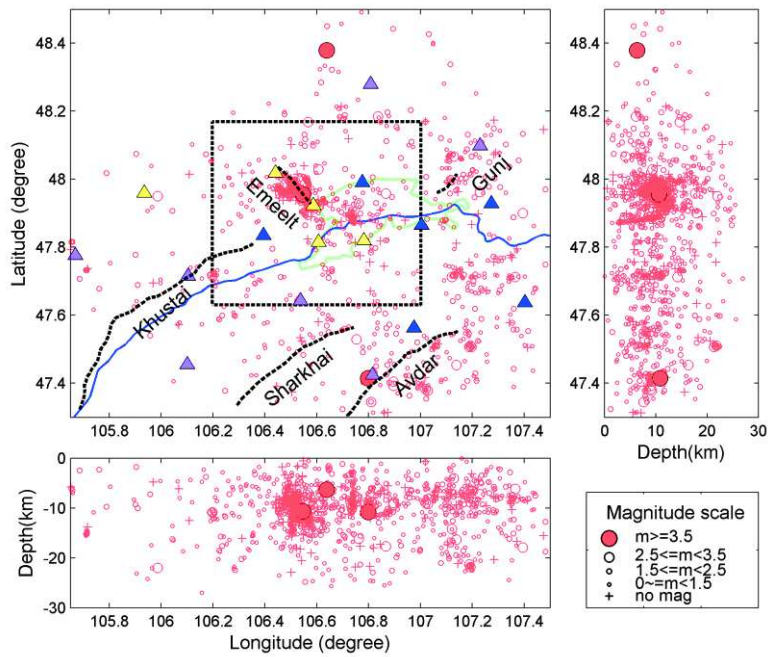 48.4
48.2
48
47.8
47.6
47.4
Latitude (degree)
Emeelt
Gunj
Khustai
Sharkhai
Avdar
105.8 106 106.2 106.4 106.6 106.8 107 107.2 107.4
48.4
48.2
48
47.8
47.6
47.4
0 10 20 30
Depth(km)
0
-10
-20
-30
Depth(km)
105.8 106 106.2 106.4 106.6 106.8 107 107.2 107.4
Longitude (degree)
Magnitude scale
m>=3.5
2.5<=m<3.5
1.5<=m<2.5
0~=m<1.5
no mag